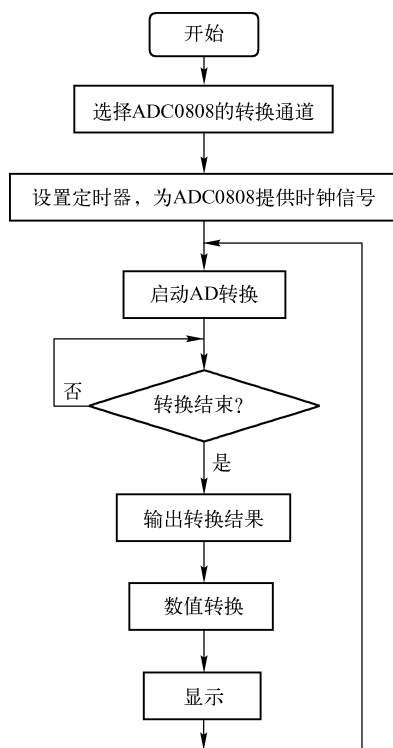 开始
选择ADC0808的转换通道
设置定时器，为ADC0808提供时钟信号
启动AD转换
否
转换结束?
是
输出转换结果
数值转换
显示